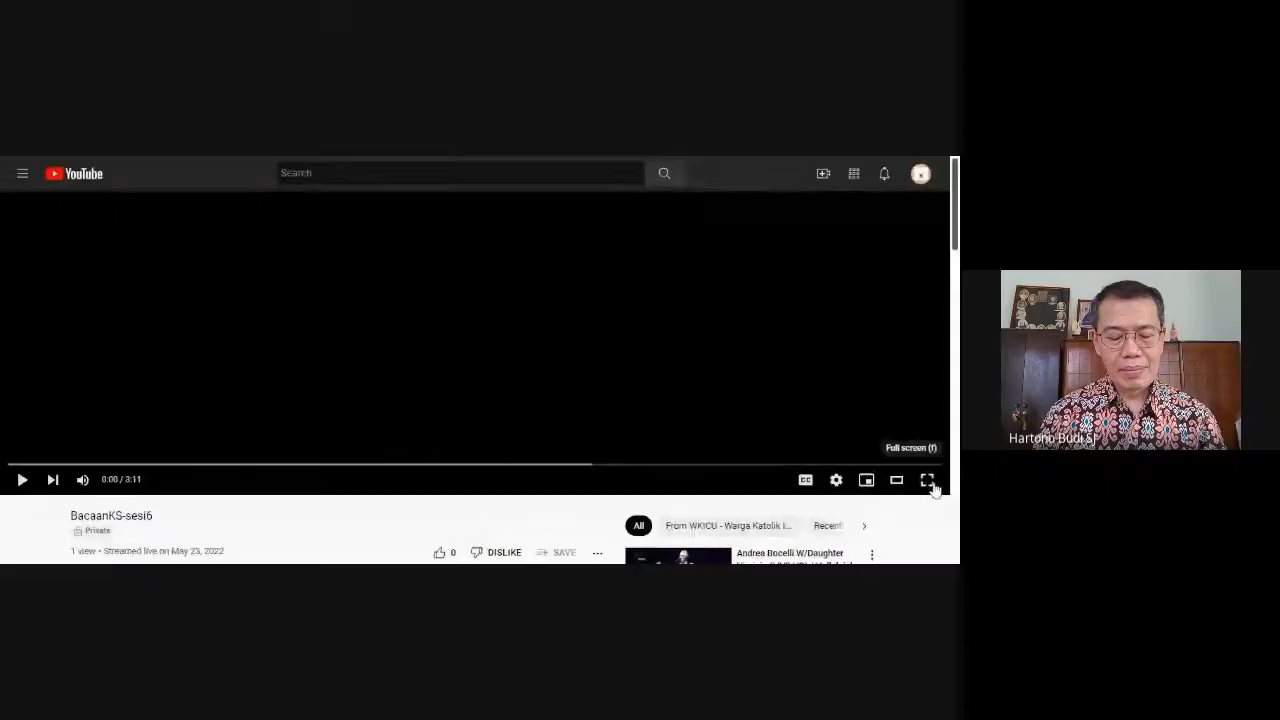 YouTube
Search
Full screen (f)
0:00 / 3:11
CC
BacaanKS-sesi6
Private
1 view • Streamed live on May 23, 2022
0 DISLIKE SAVE
All From WKICU - Warga Katolik I... Recent
Andrea Bocelli W/Daughter
Hartono Budi SJ